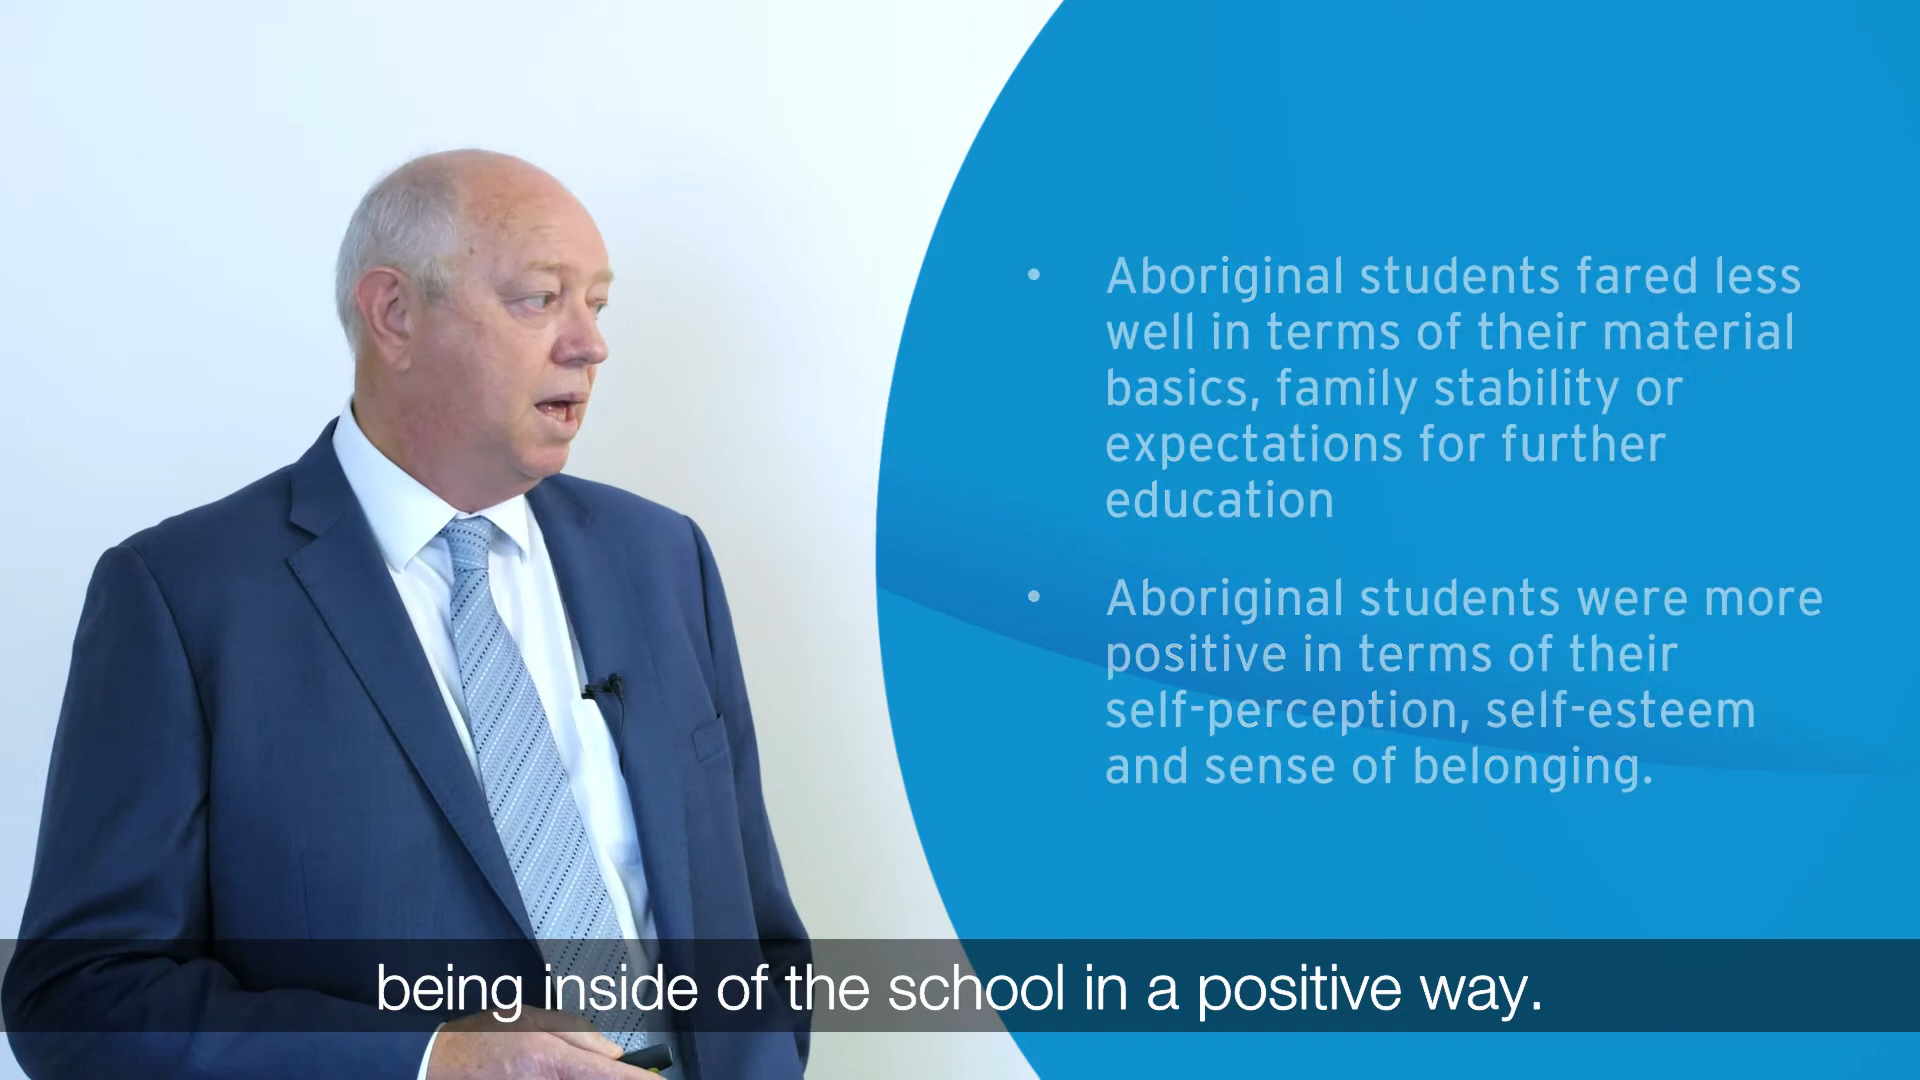 • Aboriginal students fared less
well in terms of their material
basics, family stability or
expectations for further
education
• Aboriginal students were more
positive in terms of their
self-perception, self-esteem
and sense of belonging.
being inside of the school in a positive way.